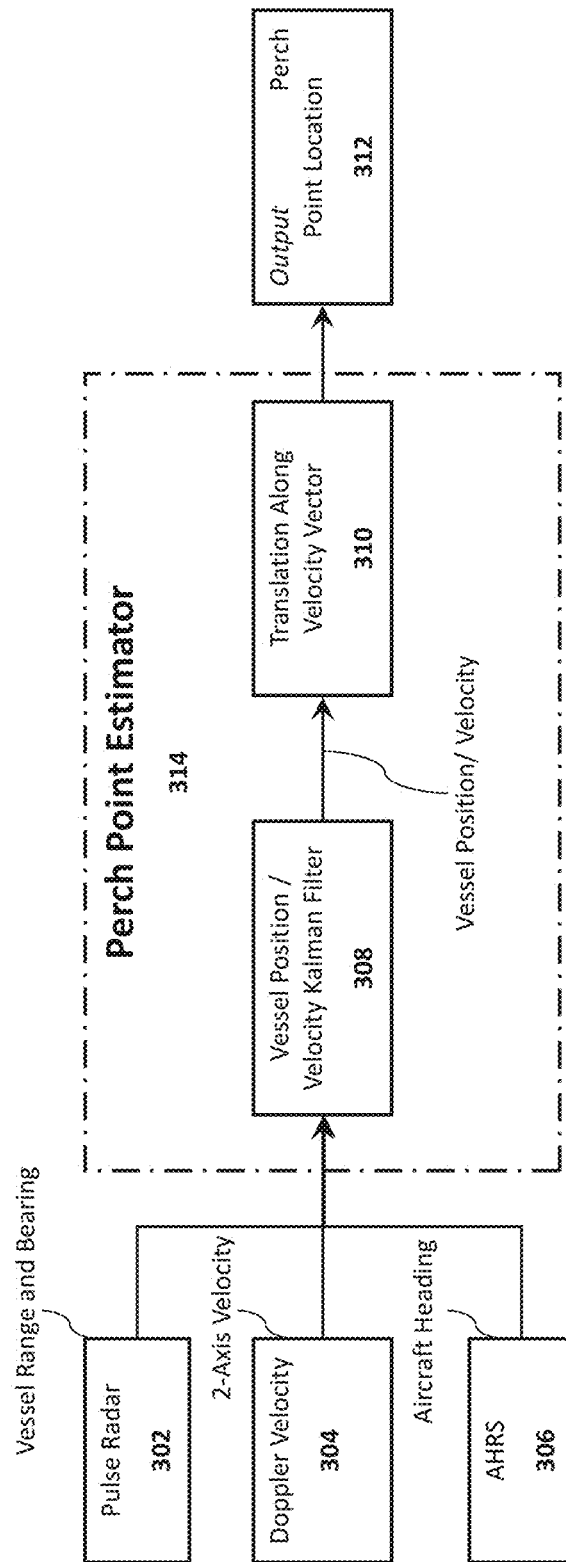 Vessel Range and Bearing
Pulse Radar
302
2-Axis Velocity
Doppler Velocity
304
Aircraft Heading
AHRS
306
Perch Point Estimator
314
Vessel Position /
Velocity Kalman Filter
308
Vessel Position/ Velocity
Translation Along
Velocity Vector
310
Output Perch
Point Location
312